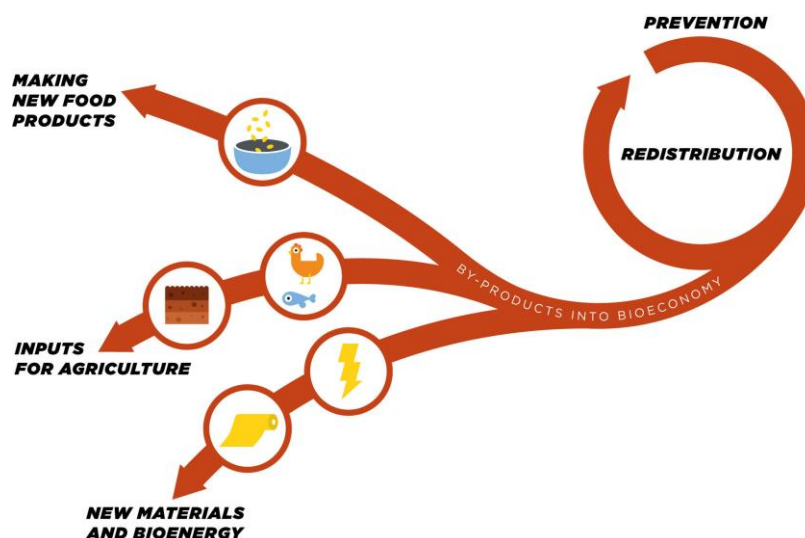 PREVENTION
REDISTRIBUTION
BY-PRODUCTS INTO BIOECONOMY
MAKING
NEW FOOD
PRODUCTS
INPUTS
FOR AGRICULTURE
NEW MATERIALS
AND BIOENERGY